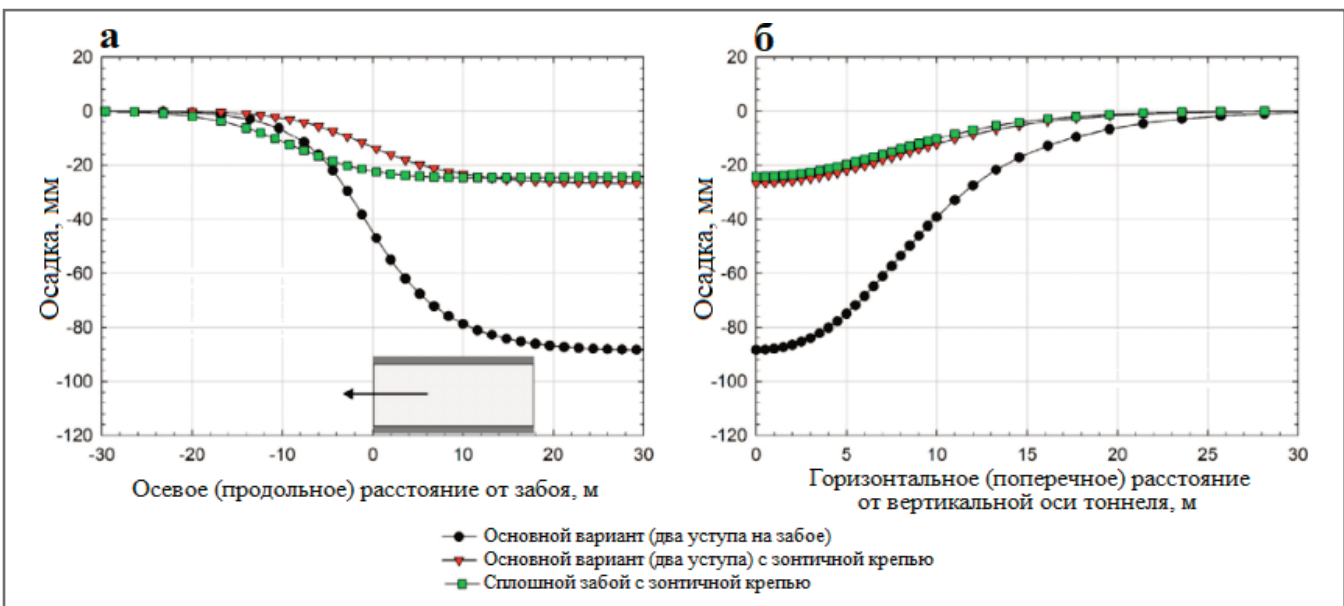 а
20
0
-20
-40
-60
-80
-100
-120
Осадка, мм
-30 -20 -10 0 10 20 30
Осевое (продольное) расстояние от забоя, м
б
20
0
-20
-40
-60
-80
-100
-120
Осадка, мм
0 5 10 15 20 25 30
Горизонтальное (поперечное) расстояние
от вертикальной оси тоннеля, м
Основной вариант (два уступа на забое)
Основной вариант (два уступа) с зонтичной крепью
Сплошной забой с зонтичной крепью